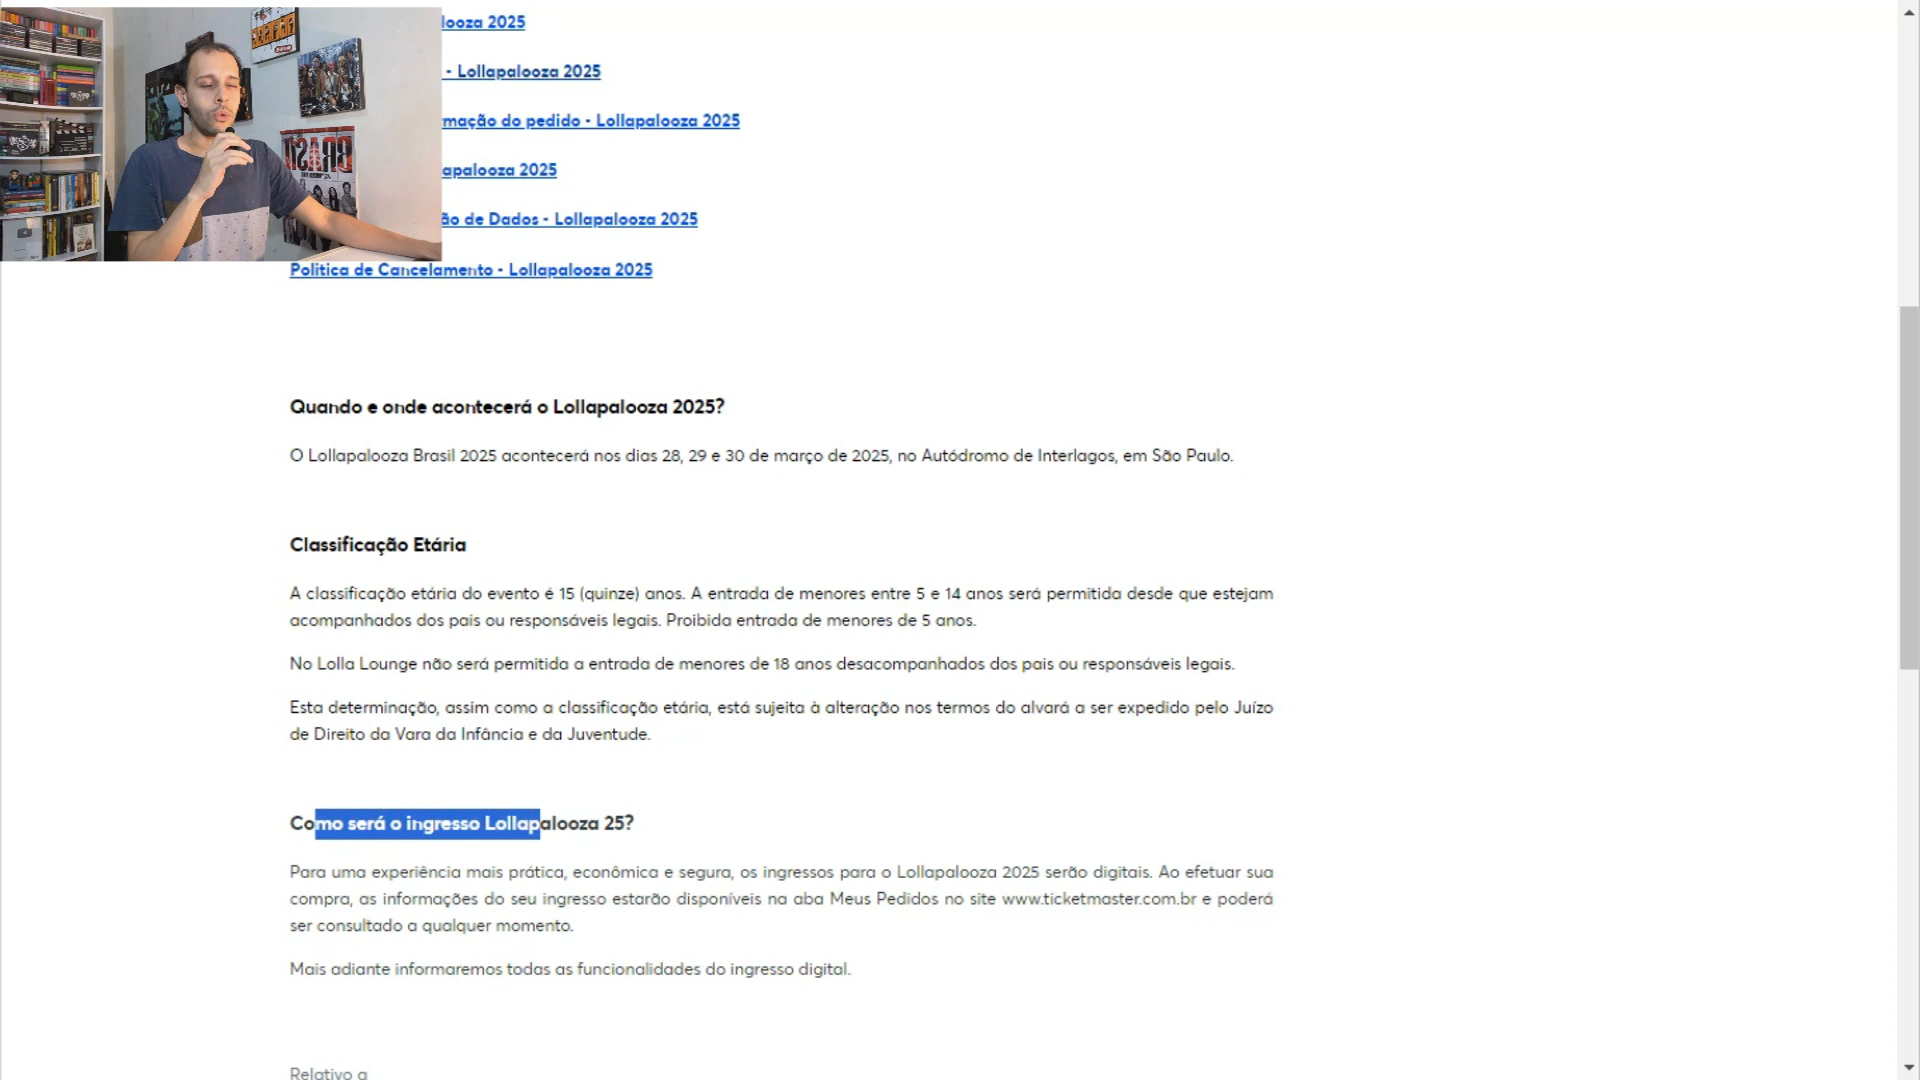 looza 2025
- Lollapalooza 2025
mação do pedido - Lollapalooza 2025
apalooza 2025
ão de Dados - Lollapalooza 2025
Política de Cancelamento - Lollapalooza 2025
Quando e onde acontecerá o Lollapalooza 2025?
O Lollapalooza Brasil 2025 acontecerá nos dias 28, 29 e 30 de março de 2025, no Autódromo de Interlagos, em São Paulo.
Classificação Etária
A classificação etária do evento é 15 (quinze) anos. A entrada de menores entre 5 e 14 anos será permitida desde que estejam
acompanhados dos pais ou responsáveis legais. Proibida entrada de menores de 5 anos.
No Lolla Lounge não será permitida a entrada de menores de 18 anos desacompanhados dos pais ou responsáveis legais.
Esta determinação, assim como a classificação etária, está sujeita à alteração nos termos do alvará a ser expedido pelo Juízo
de Direito da Vara da Infância e da Juventude.
Como será o ingresso Lollapalooza 25?
Para uma experiência mais prática, econômica e segura, os ingressos para o Lollapalooza 2025 serão digitais. Ao efetuar sua
compra, as informações do seu ingresso estarão disponíveis na aba Meus Pedidos no site www.ticketmaster.com.br e poderá
ser consultado a qualquer momento.
Mais adiante informaremos todas as funcionalidades do ingresso digital.
Relativo a